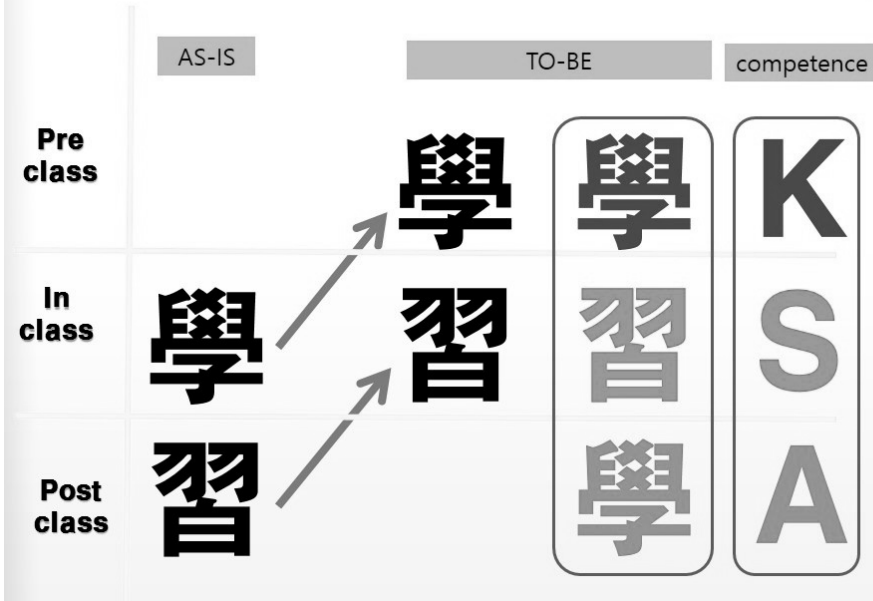 AS-IS TO-BE competence
Pre
class
學 學 K
In
class
學 習 習 S
Post
class
習 學 A